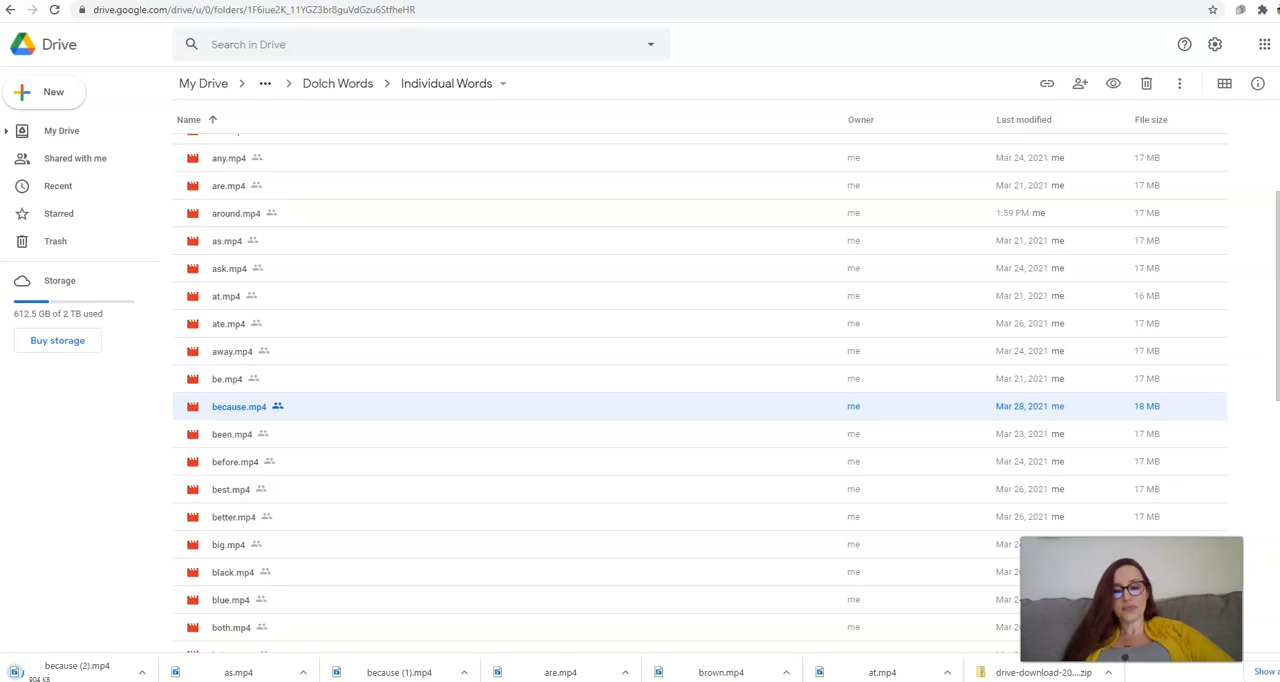 drive.google.com/drive/u/0/folders/1F6iue2K_11YGZ3br8guVdGzu6StfheHR
Drive
Search in Drive
New
My Drive
Shared with me
Recent
Starred
Trash
Storage
612.5 GB of 2 TB used
Buy storage
My Drive > ••• > Dolch Words > Individual Words
Name Owner Last modified File size
any.mp4 me Mar 24, 2021 me 17 MB
are.mp4 me Mar 21, 2021 me 17 MB
around.mp4 me 1:59 PM me 17 MB
as.mp4 me Mar 21, 2021 me 17 MB
ask.mp4 me Mar 24, 2021 me 17 MB
at.mp4 me Mar 21, 2021 me 16 MB
ate.mp4 me Mar 26, 2021 me 17 MB
away.mp4 me Mar 24, 2021 me 17 MB
be.mp4 me Mar 21, 2021 me 17 MB
because.mp4 me Mar 28, 2021 me 18 MB
been.mp4 me Mar 23, 2021 me 17 MB
before.mp4 me Mar 24, 2021 me 17 MB
best.mp4 me Mar 26, 2021 me 17 MB
better.mp4 me Mar 26, 2021 me 17 MB
big.mp4 me Mar
black.mp4 me Mar
blue.mp4 me Mar
both.mp4 me Mar
because (2).mp4
904 KB
as.mp4
because (1).mp4
are.mp4
brown.mp4
at.mp4
drive-download-20....zip
Show